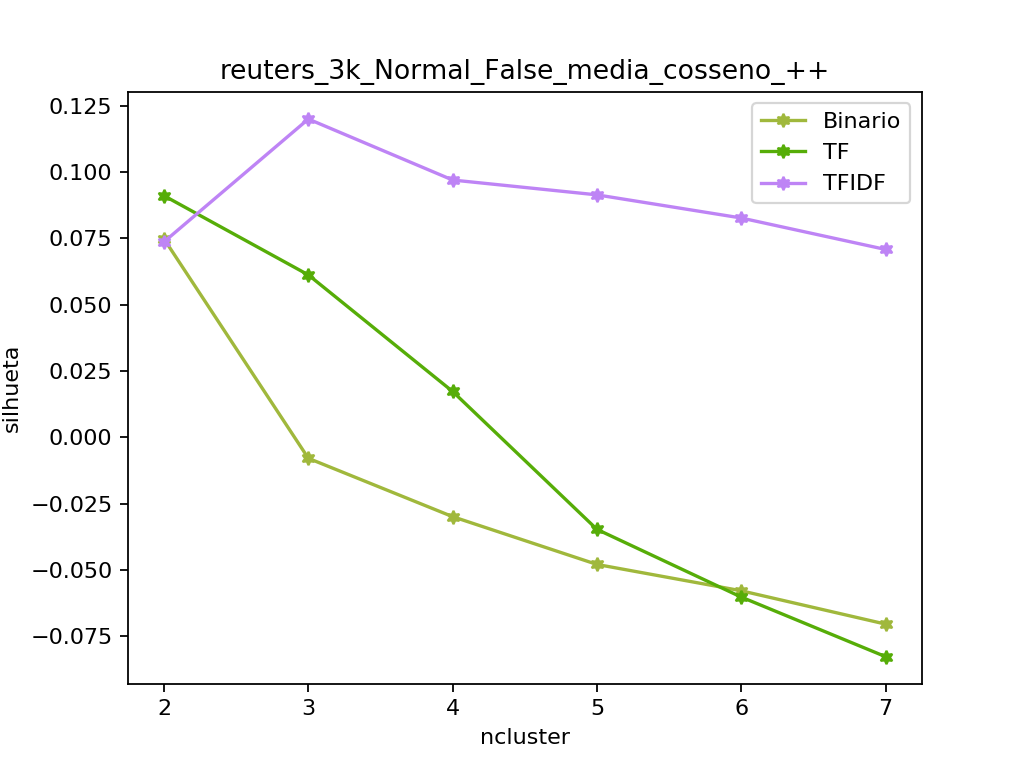 reuters_3k_Normal_False_media_cosseno_++
0.125
0.100
0.075
0.050
0.025
0.000
−0.025
−0.050
−0.075
silhueta
Binario
TF
TFIDF
2 3 4 5 6 7
ncluster